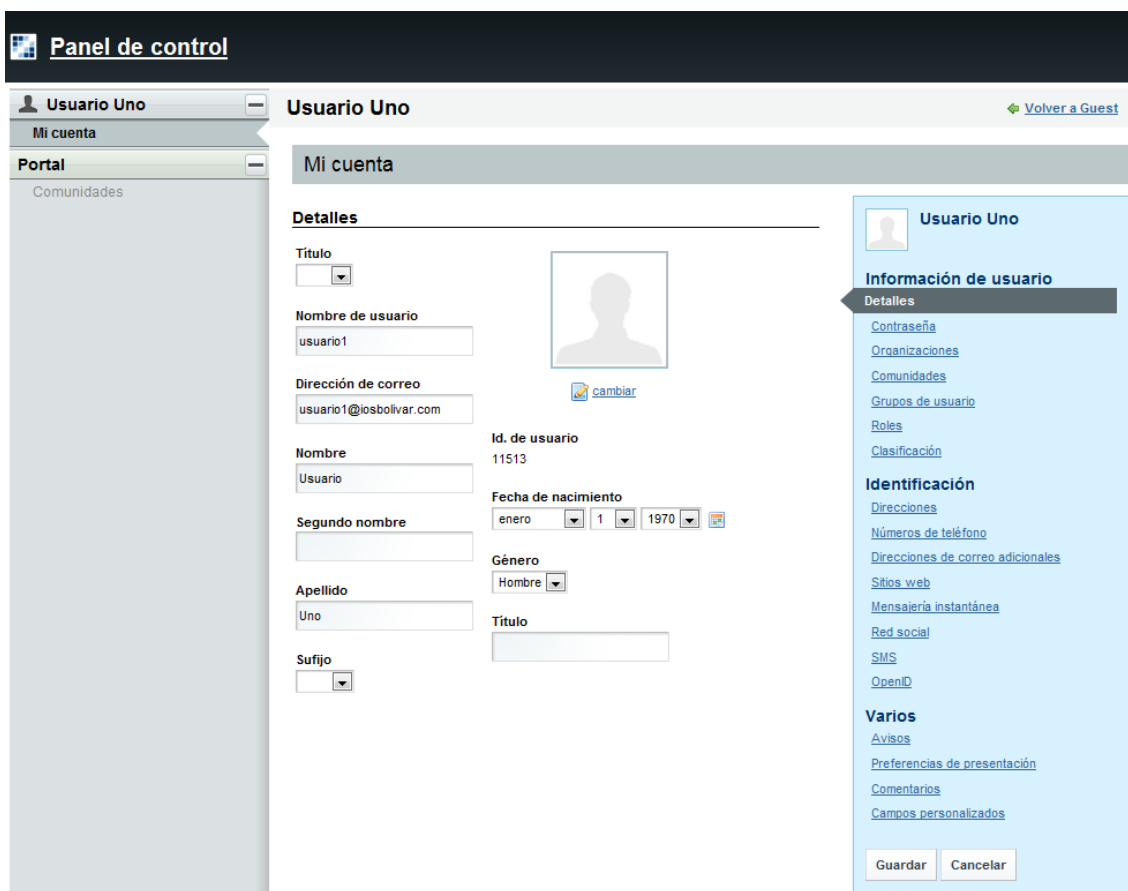 Panel de control
Usuario Uno
Mi cuenta
Portal
Comunidades
Usuario Uno
Volver a Guest
Mi cuenta
Detalles
Título
Nombre de usuario
usuario1
Dirección de correo
usuario1@iosbolivar.com
Nombre
Usuario
Segundo nombre
Apellido
Uno
Sufijo
cambiar
Id. de usuario
11513
Fecha de nacimiento
enero 1 1970
Género
Hombre
Título
Usuario Uno
Información de usuario
Detalles
Contraseña
Organizaciones
Comunidades
Grupos de usuario
Roles
Clasificación
Identificación
Direcciones
Números de teléfono
Direcciones de correo adicionales
Sitios web
Mensajería instantánea
Red social
SMS
OpenID
Varios
Avisos
Preferencias de presentación
Comentarios
Campos personalizados
Guardar Cancelar